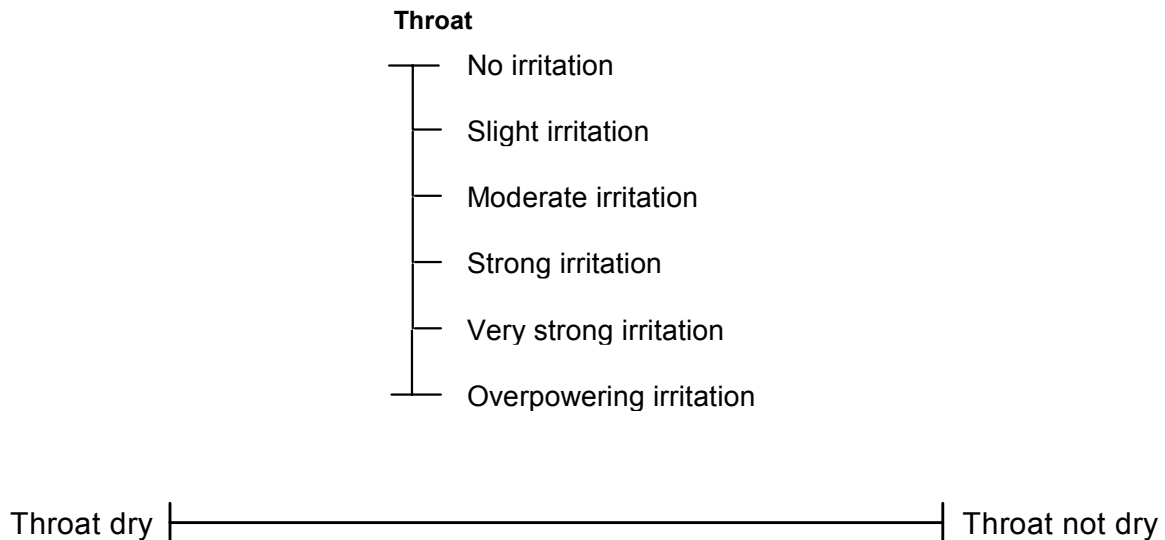 Throat
No irritation
Slight irritation
Moderate irritation
Strong irritation
Very strong irritation
Overpowering irritation
Throat dry Throat not dry